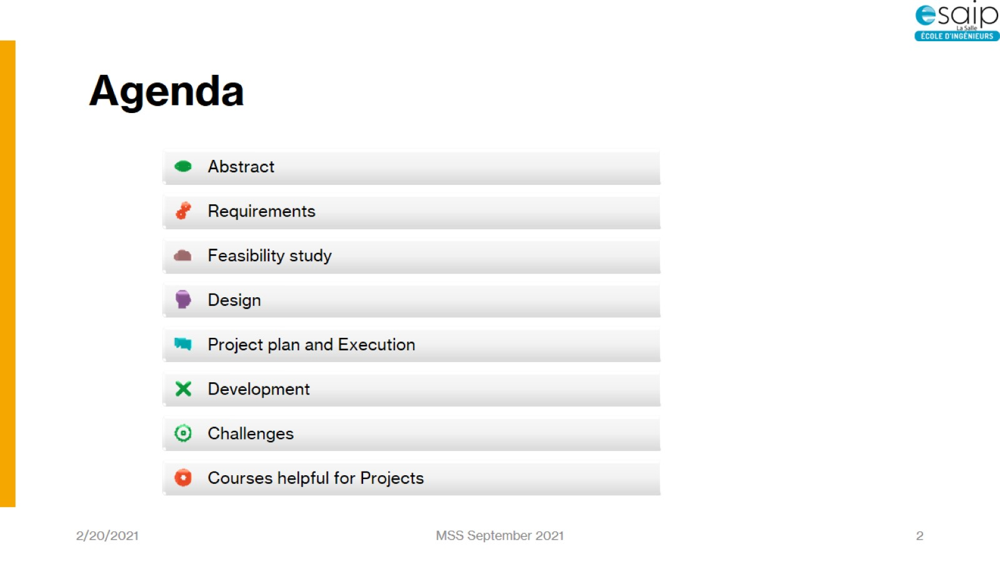 esaip
La Salle
ÉCOLE D'INGÉNIEURS
Agenda
Abstract
Requirements
Feasibility study
Design
Project plan and Execution
Development
Challenges
Courses helpful for Projects
2/20/2021
MSS September 2021
2